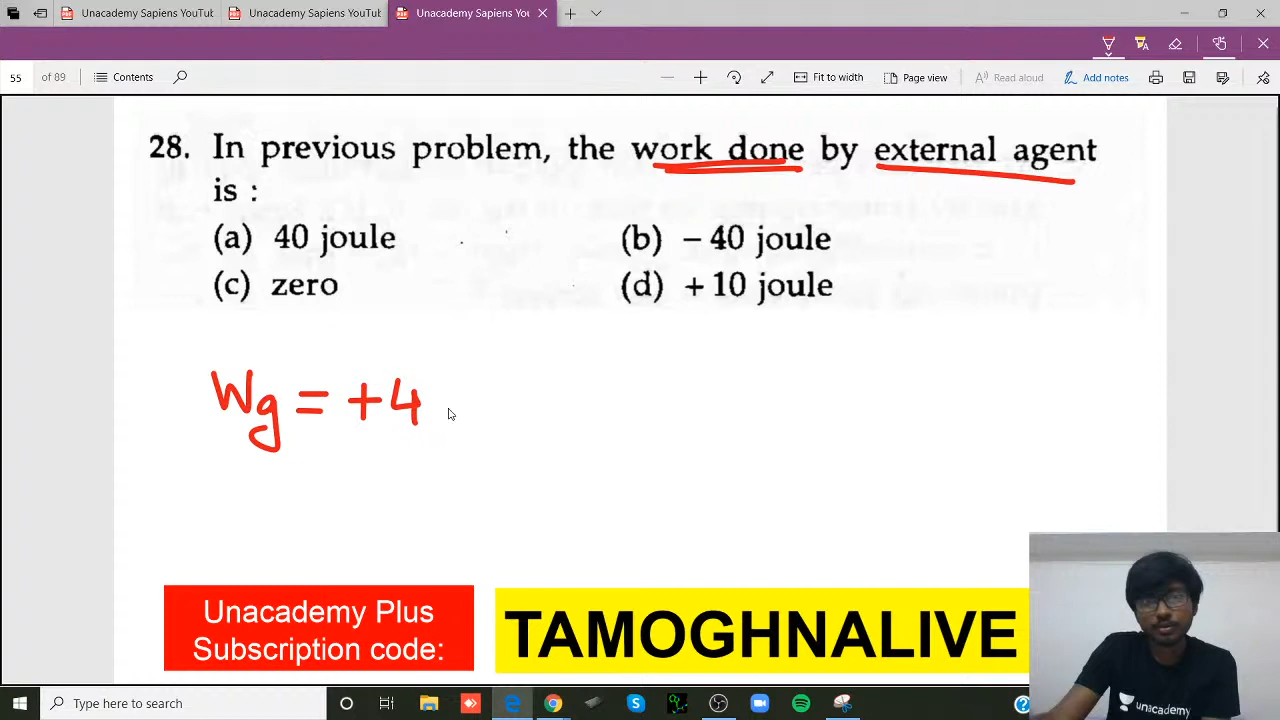 Unacademy Sapiens YouTut
Unacademy Sapiens YouTut
Unacademy Sapiens You
55 of 89 Contents Fit to width Page view Read aloud Add notes
28. In previous problem, the work done by external agent
is :
(a) 40 joule (b) – 40 joule
(c) zero (d) + 10 joule
Wg = +4
Unacademy Plus
Subscription code:
TAMOGHNALIVE
unacademy
Type here to search